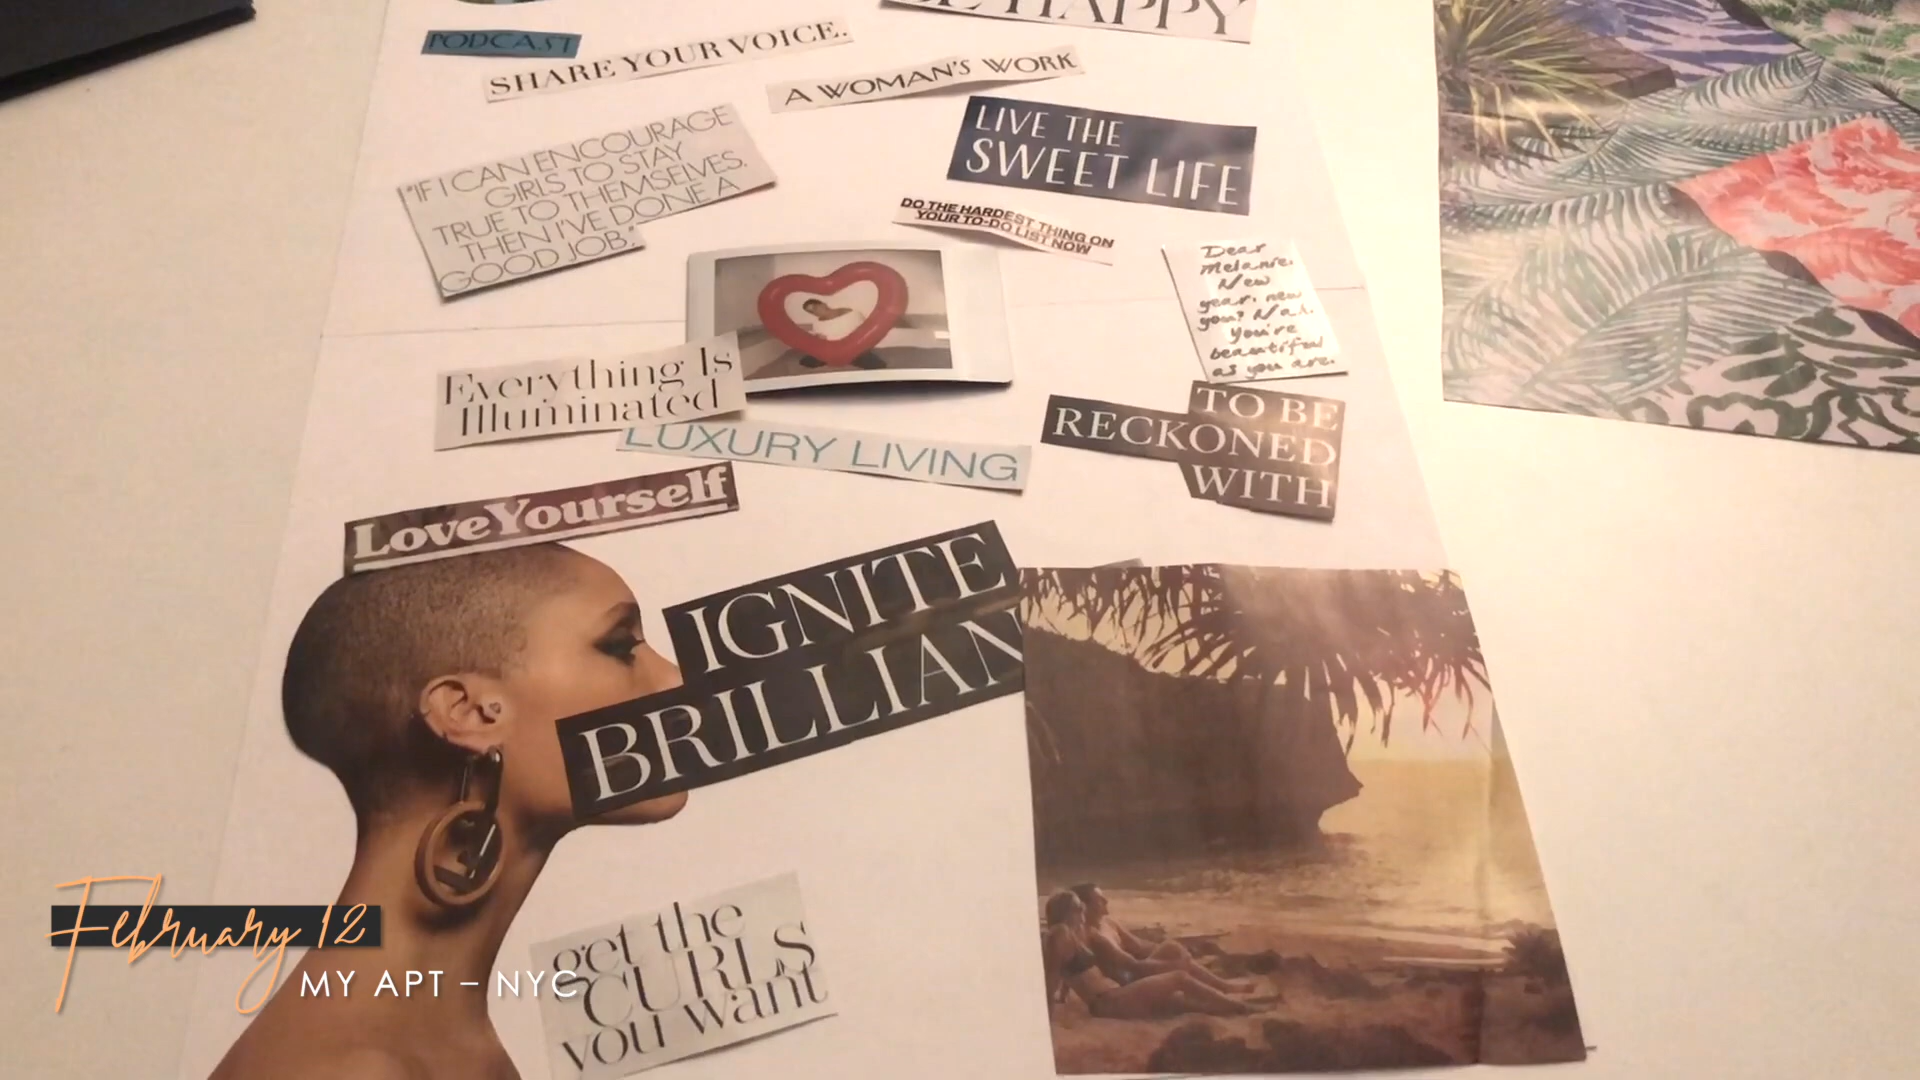 HAPPY
PODCAST
SHARE YOUR VOICE.
A WOMAN'S WORK
LIVE THE
SWEET LIFE
"IF I CAN ENCOURAGE
GIRLS TO STAY
TRUE TO THEMSELVES.
THEN I'VE DONE A
GOOD JOB."
DO THE HARDEST THING ON
YOUR TO-DO LIST NOW
Dear
Melanie.
New
year. new
you? Nah.
You're
beautiful
as you are.
Everything Is
Illuminated
LUXURY LIVING
TO BE
RECKONED
WITH
LoveYourself
IGNITE
BRILLIAN
get the
CURLS
you want
February 12
MY APT – NYC